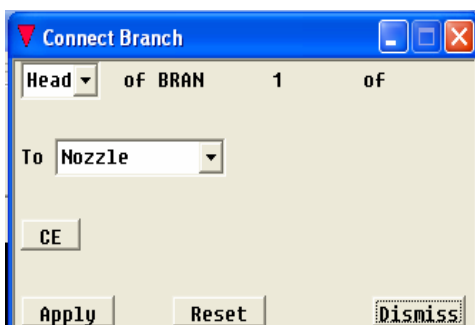 Connect Branch
Head of BRAN 1 of
To Nozzle
CE
Apply Reset Dismiss